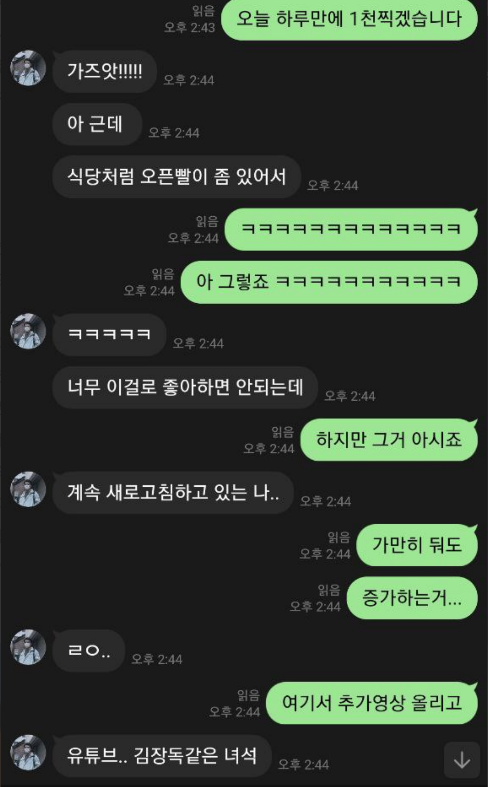 읽음
오후 2:43
오늘 하루만에 1천찍겠습니다
가즈앗!!!!!
오후 2:44
아 근데
오후 2:44
식당처럼 오픈빨이 좀 있어서
오후 2:44
읽음
오후 2:44
ㅋㅋㅋㅋㅋㅋㅋㅋㅋㅋㅋㅋㅋ
읽음
오후 2:44
아 그렇죠 ㅋㅋㅋㅋㅋㅋㅋㅋㅋㅋㅋ
ㅋㅋㅋㅋㅋ
오후 2:44
너무 이걸로 좋아하면 안되는데
오후 2:44
읽음
오후 2:44
하지만 그거 아시죠
계속 새로고침하고 있는 나..
오후 2:44
읽음
오후 2:44
가만히 둬도
읽음
오후 2:44
증가하는거...
ㄹㅇ..
오후 2:44
읽음
오후 2:44
여기서 추가영상 올리고
유튜브.. 김장독같은 녀석
오후 2:44